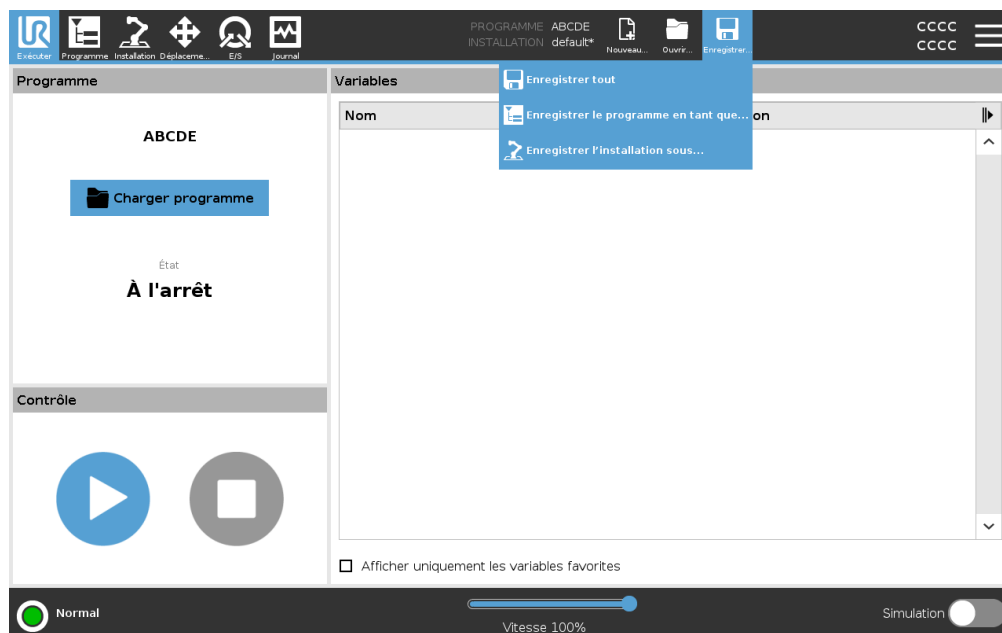 PROGRAMME ABCDE
INSTALLATION default*
CCCC
CCCC
UR
Exécuter Programme Installation Déplaceme... E/S Journal Nouveau... Ouvrir... Enregistrer...
Programme
Variables
Enregistrer tout
Enregistrer le programme en tant que...
Enregistrer l'installation sous...
Nom
on
ABCDE
Charger programme
État
À l'arrêt
Contrôle
Afficher uniquement les variables favorites
Normal
Vitesse 100%
Simulation